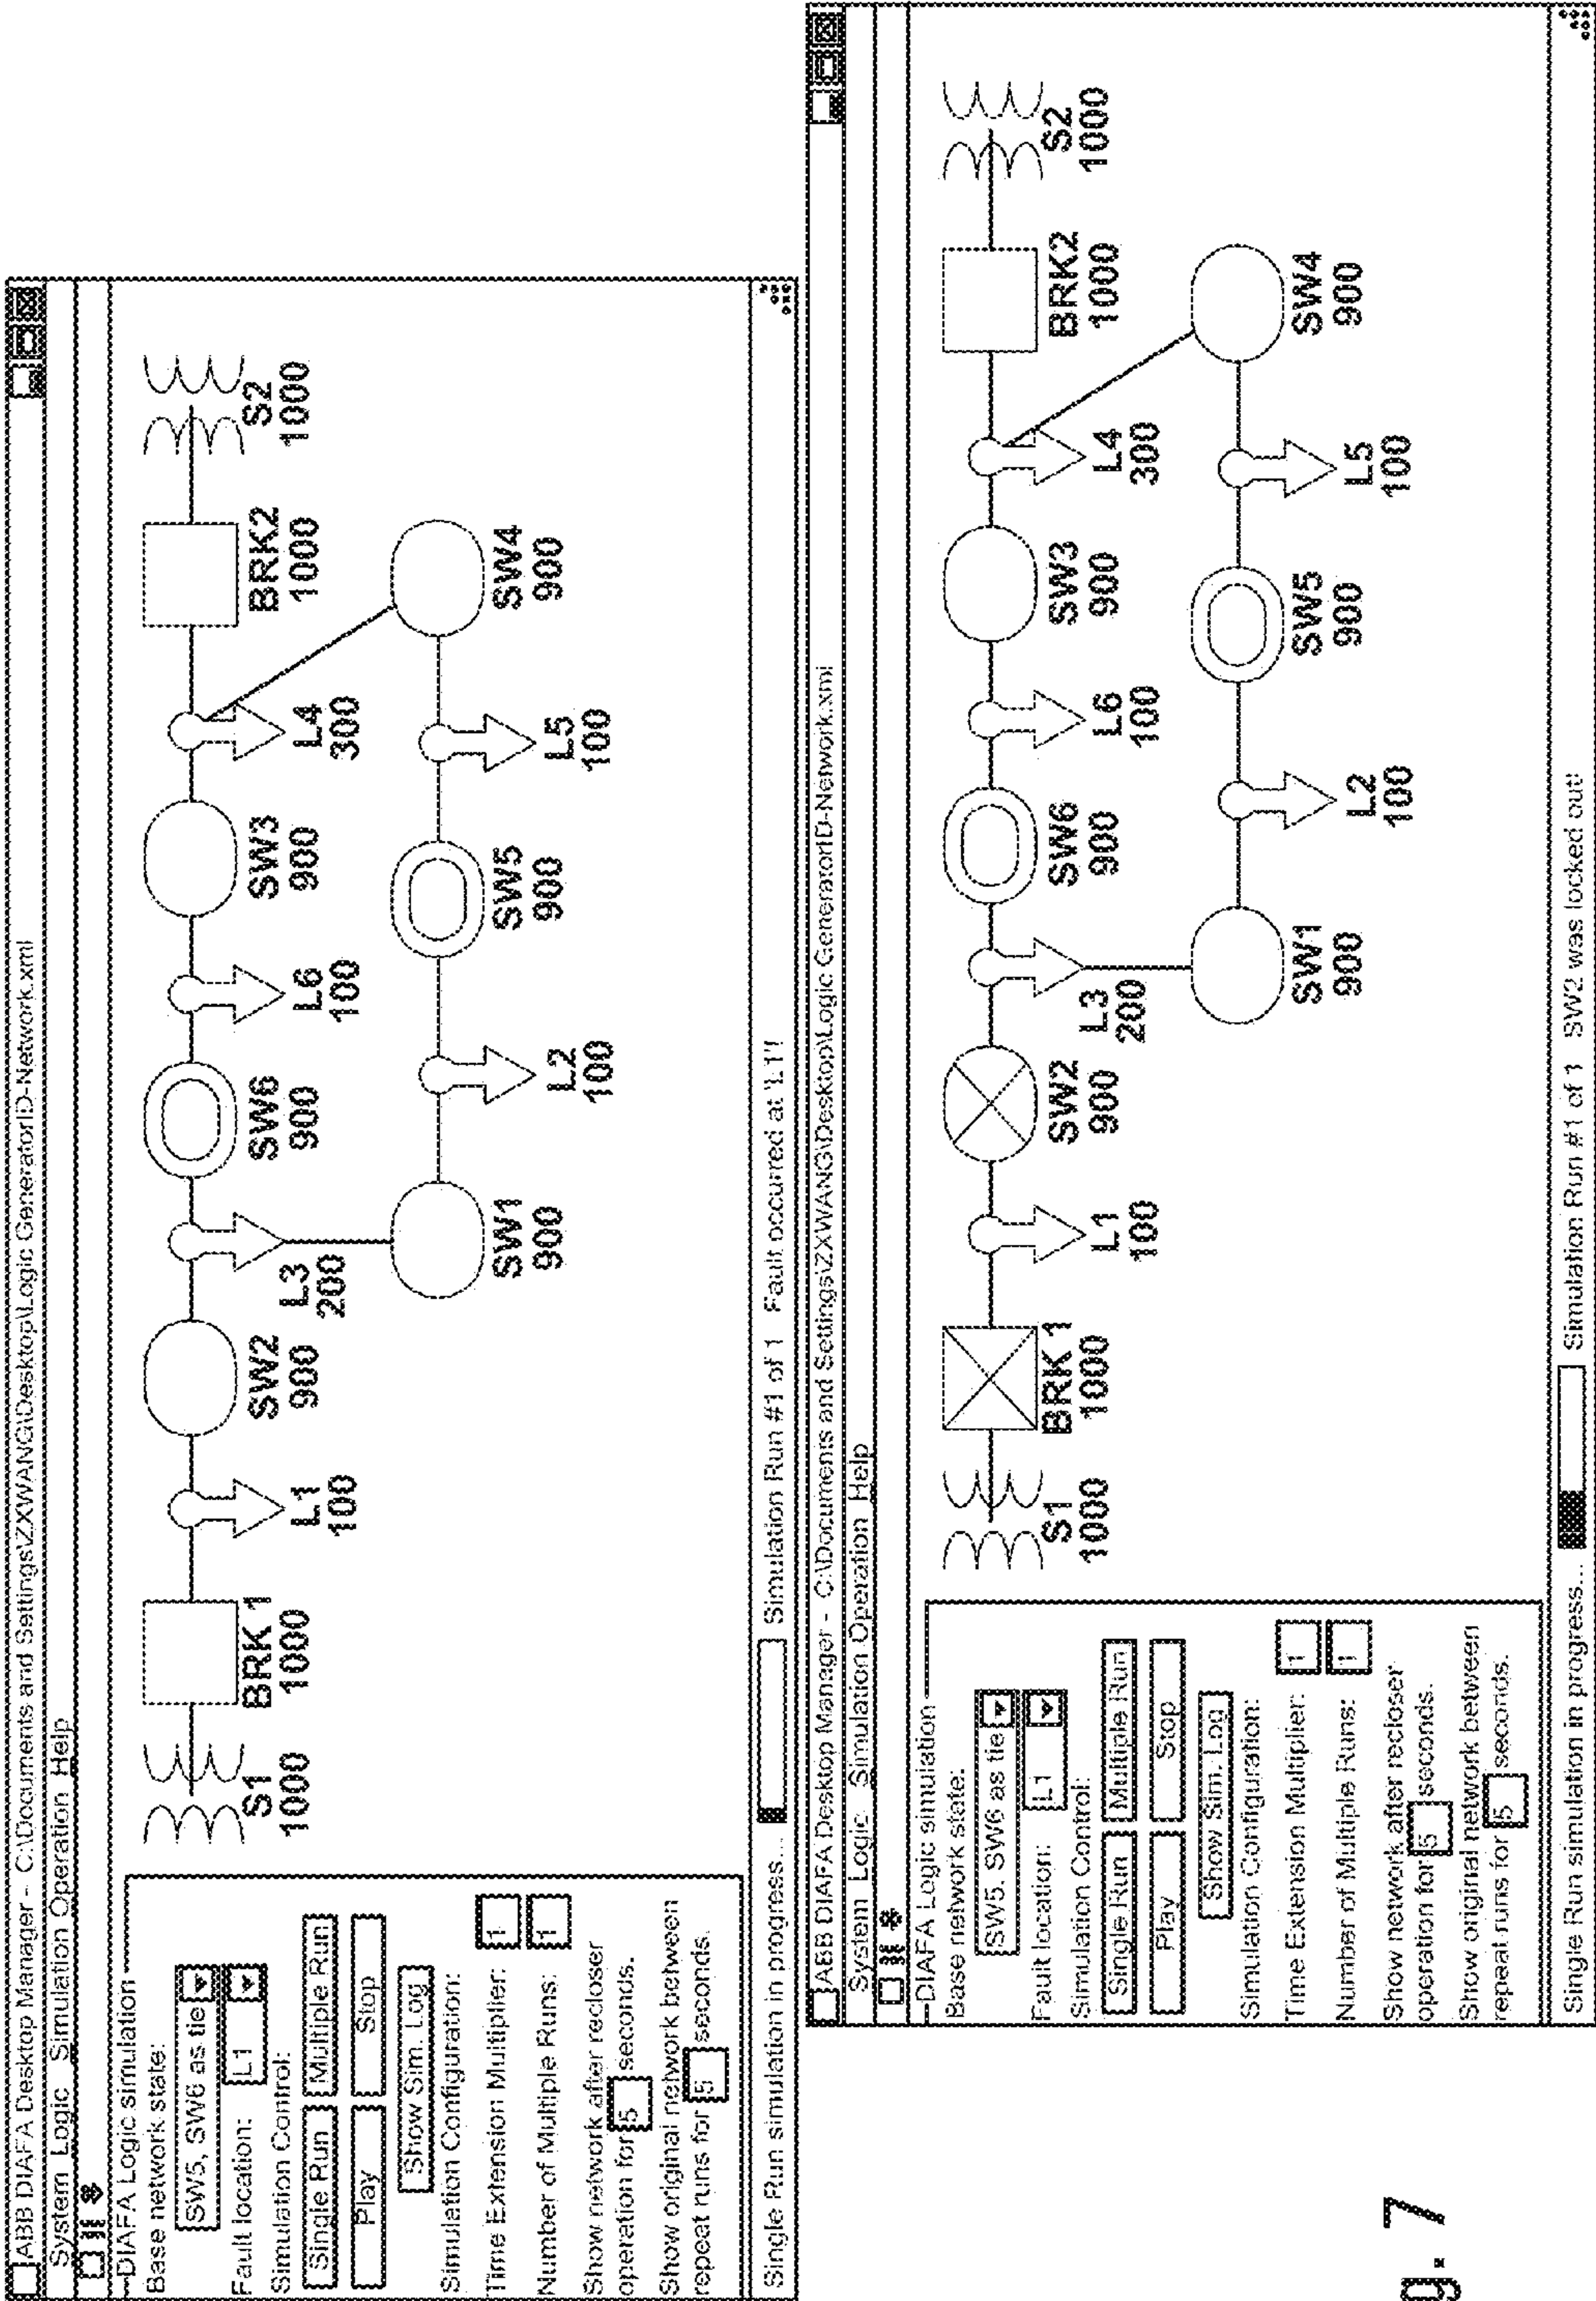 ABB DIAFA Desktop Manager - C:\Documents and Settings\ZXWANG\Desktop\Logic Generator\D-Network.xml
System Logic Simulation Operation Help
DIAFA Logic simulation
Base network state:
SW5, SW6 as tie
Fault location:
L1
Simulation Control:
Single Run
Multiple Run
Play
Stop
Show Sim. Log
Simulation Configuration:
Time Extension Multiplier: 1
Number of Multiple Runs: 1
Show network after recloser
operation for 5 seconds.
Show original network between
repeat runs for 5 seconds.
S1
1000
BRK 1
1000
L1
100
SW2
900
L3
200
SW6
900
L6
100
SW3
900
L4
300
BRK2
1000
S2
1000
SW1
900
L2
100
SW5
900
L5
100
SW4
900
Single Run simulation in progress...
Simulation Run #1 of 1 Fault occurred at 'L1'!
ABB DIAFA Desktop Manager - C:\Documents and Settings\ZXWANG\Desktop\Logic Generator\D-Network.xml
System Logic Simulation Operation Help
DIAFA Logic simulation
Base network state:
SW5. SW6 as tie
Fault location:
L1
Simulation Control:
Single Run
Multiple Run
Play
Stop
Show Sim. Log
Simulation Configuration:
Time Extension Multiplier: 1
Number of Multiple Runs: 1
Show network after recloser
operation for 5 seconds.
Show original network between
repeat runs for 5 seconds.
S1
1000
BRK 1
1000
L1
100
SW2
900
L3
200
SW6
900
L6
100
SW3
900
L4
300
BRK2
1000
S2
1000
SW1
900
L2
100
SW5
900
L5
100
SW4
900
Single Run simulation in progress...
Simulation Run #1 of 1 SW2 was locked out!
g. 7